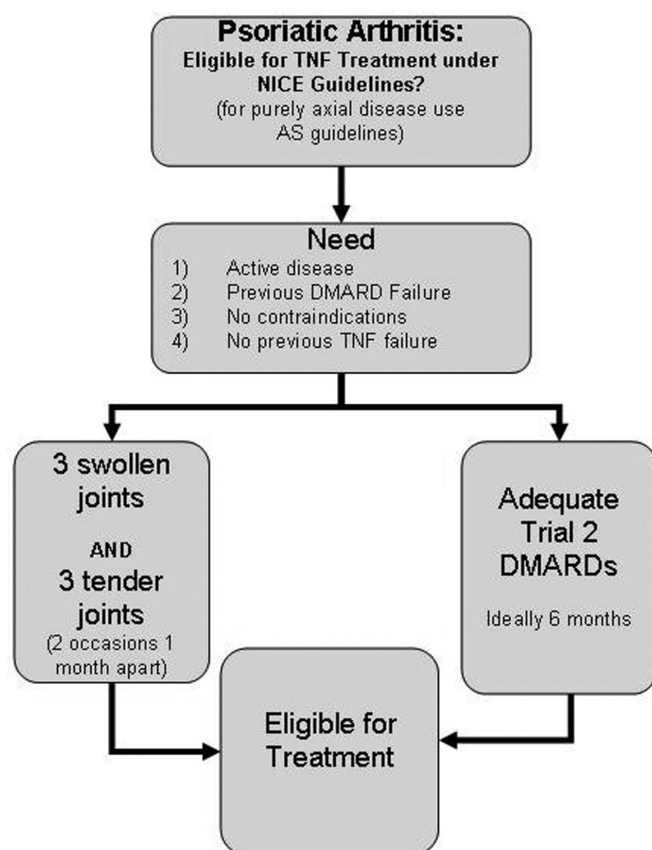 Psoriatic Arthritis:
Eligible for TNF Treatment under
NICE Guidelines?
(for purely axial disease use
AS guidelines)
Need
1) Active disease
2) Previous DMARD Failure
3) No contraindications
4) No previous TNF failure
3 swollen
joints
AND
3 tender
joints
(2 occasions 1
month apart)
Adequate
Trial 2
DMARDs
Ideally 6 months
Eligible for
Treatment